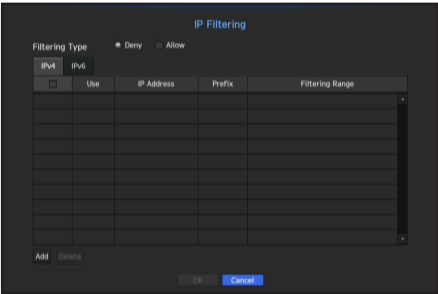 IP Filtering
Filtering Type Deny Allow
IPv4 IPv6
Use IP Address Prefix Filtering Range
Add Delete
OK Cancel